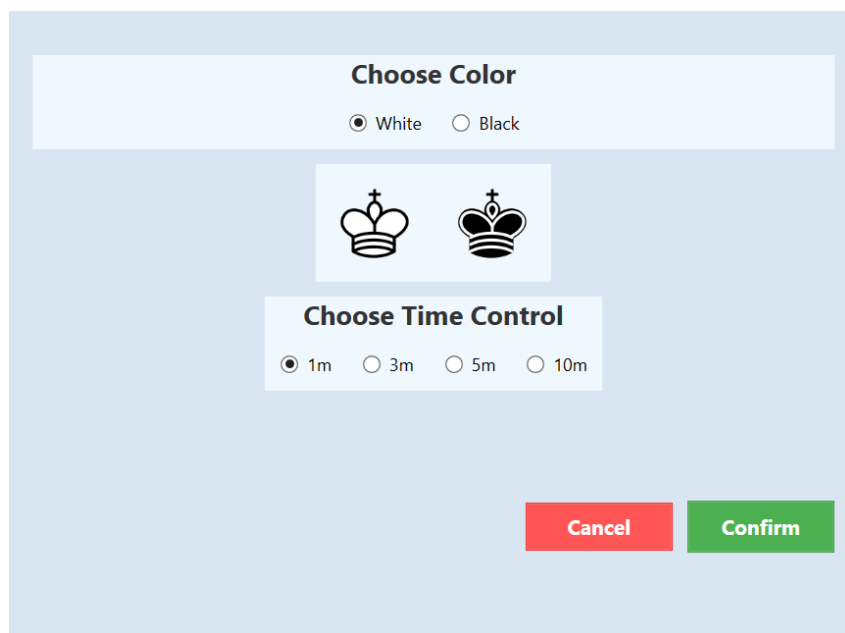 Choose Color
White Black
Choose Time Control
1m 3m 5m 10m
Cancel Confirm